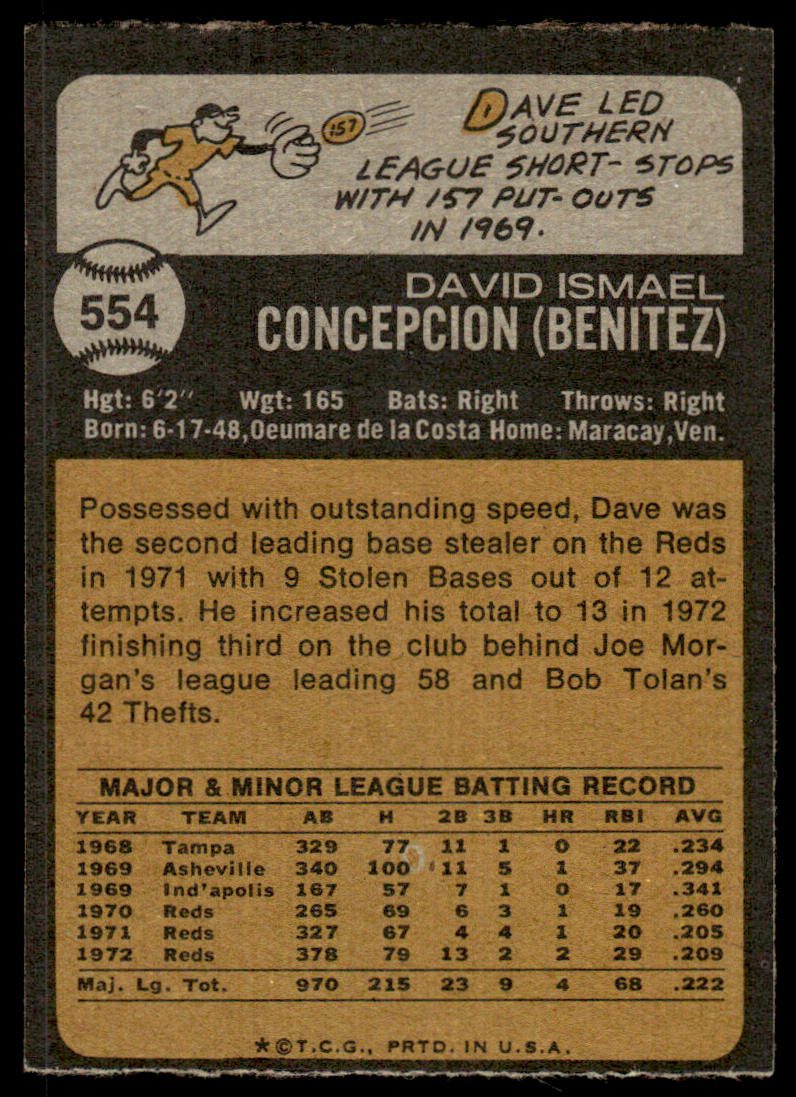 157
DAVE LED
SOUTHERN
LEAGUE SHORT-STOPS
WITH 157 PUT-OUTS
IN 1969.
554
DAVID ISMAEL
CONCEPCION (BENITEZ)
Hgt: 6'2" Wgt: 165 Bats: Right Throws: Right
Born: 6-17-48, Oeumare de la Costa Home: Maracay, Ven.
Possessed with outstanding speed, Dave was
the second leading base stealer on the Reds
in 1971 with 9 Stolen Bases out of 12 at-
tempts. He increased his total to 13 in 1972
finishing third on the club behind Joe Mor-
gan's league leading 58 and Bob Tolan's
42 Thefts.
MAJOR & MINOR LEAGUE BATTING RECORD
YEAR TEAM AB H 2B 3B HR RBI AVG
1968 Tampa 329 77 11 1 0 22 .234
1969 Asheville 340 100 11 5 1 37 .294
1969 Ind'apolis 167 57 7 1 0 17 .341
1970 Reds 265 69 6 3 1 19 .260
1971 Reds 327 67 4 4 1 20 .205
1972 Reds 378 79 13 2 2 29 .209
Maj. Lg. Tot. 970 215 23 9 4 68 .222
*©T.C.G., PRTD. IN U.S.A.